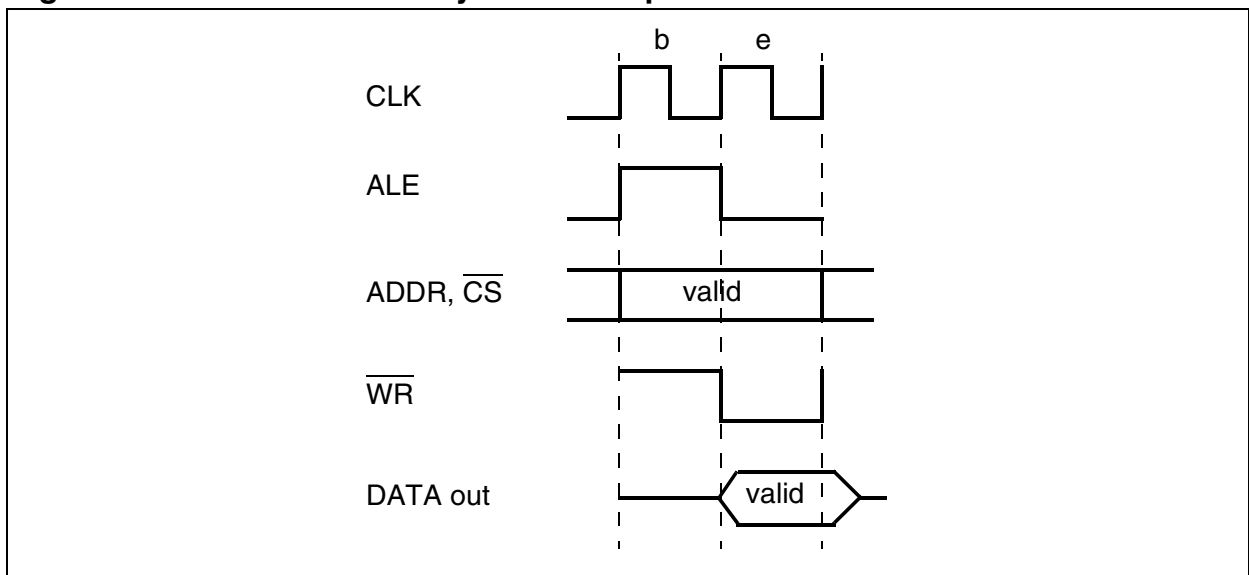 b e
CLK
ALE
ADDR, CS
valid
WR
DATA out
valid